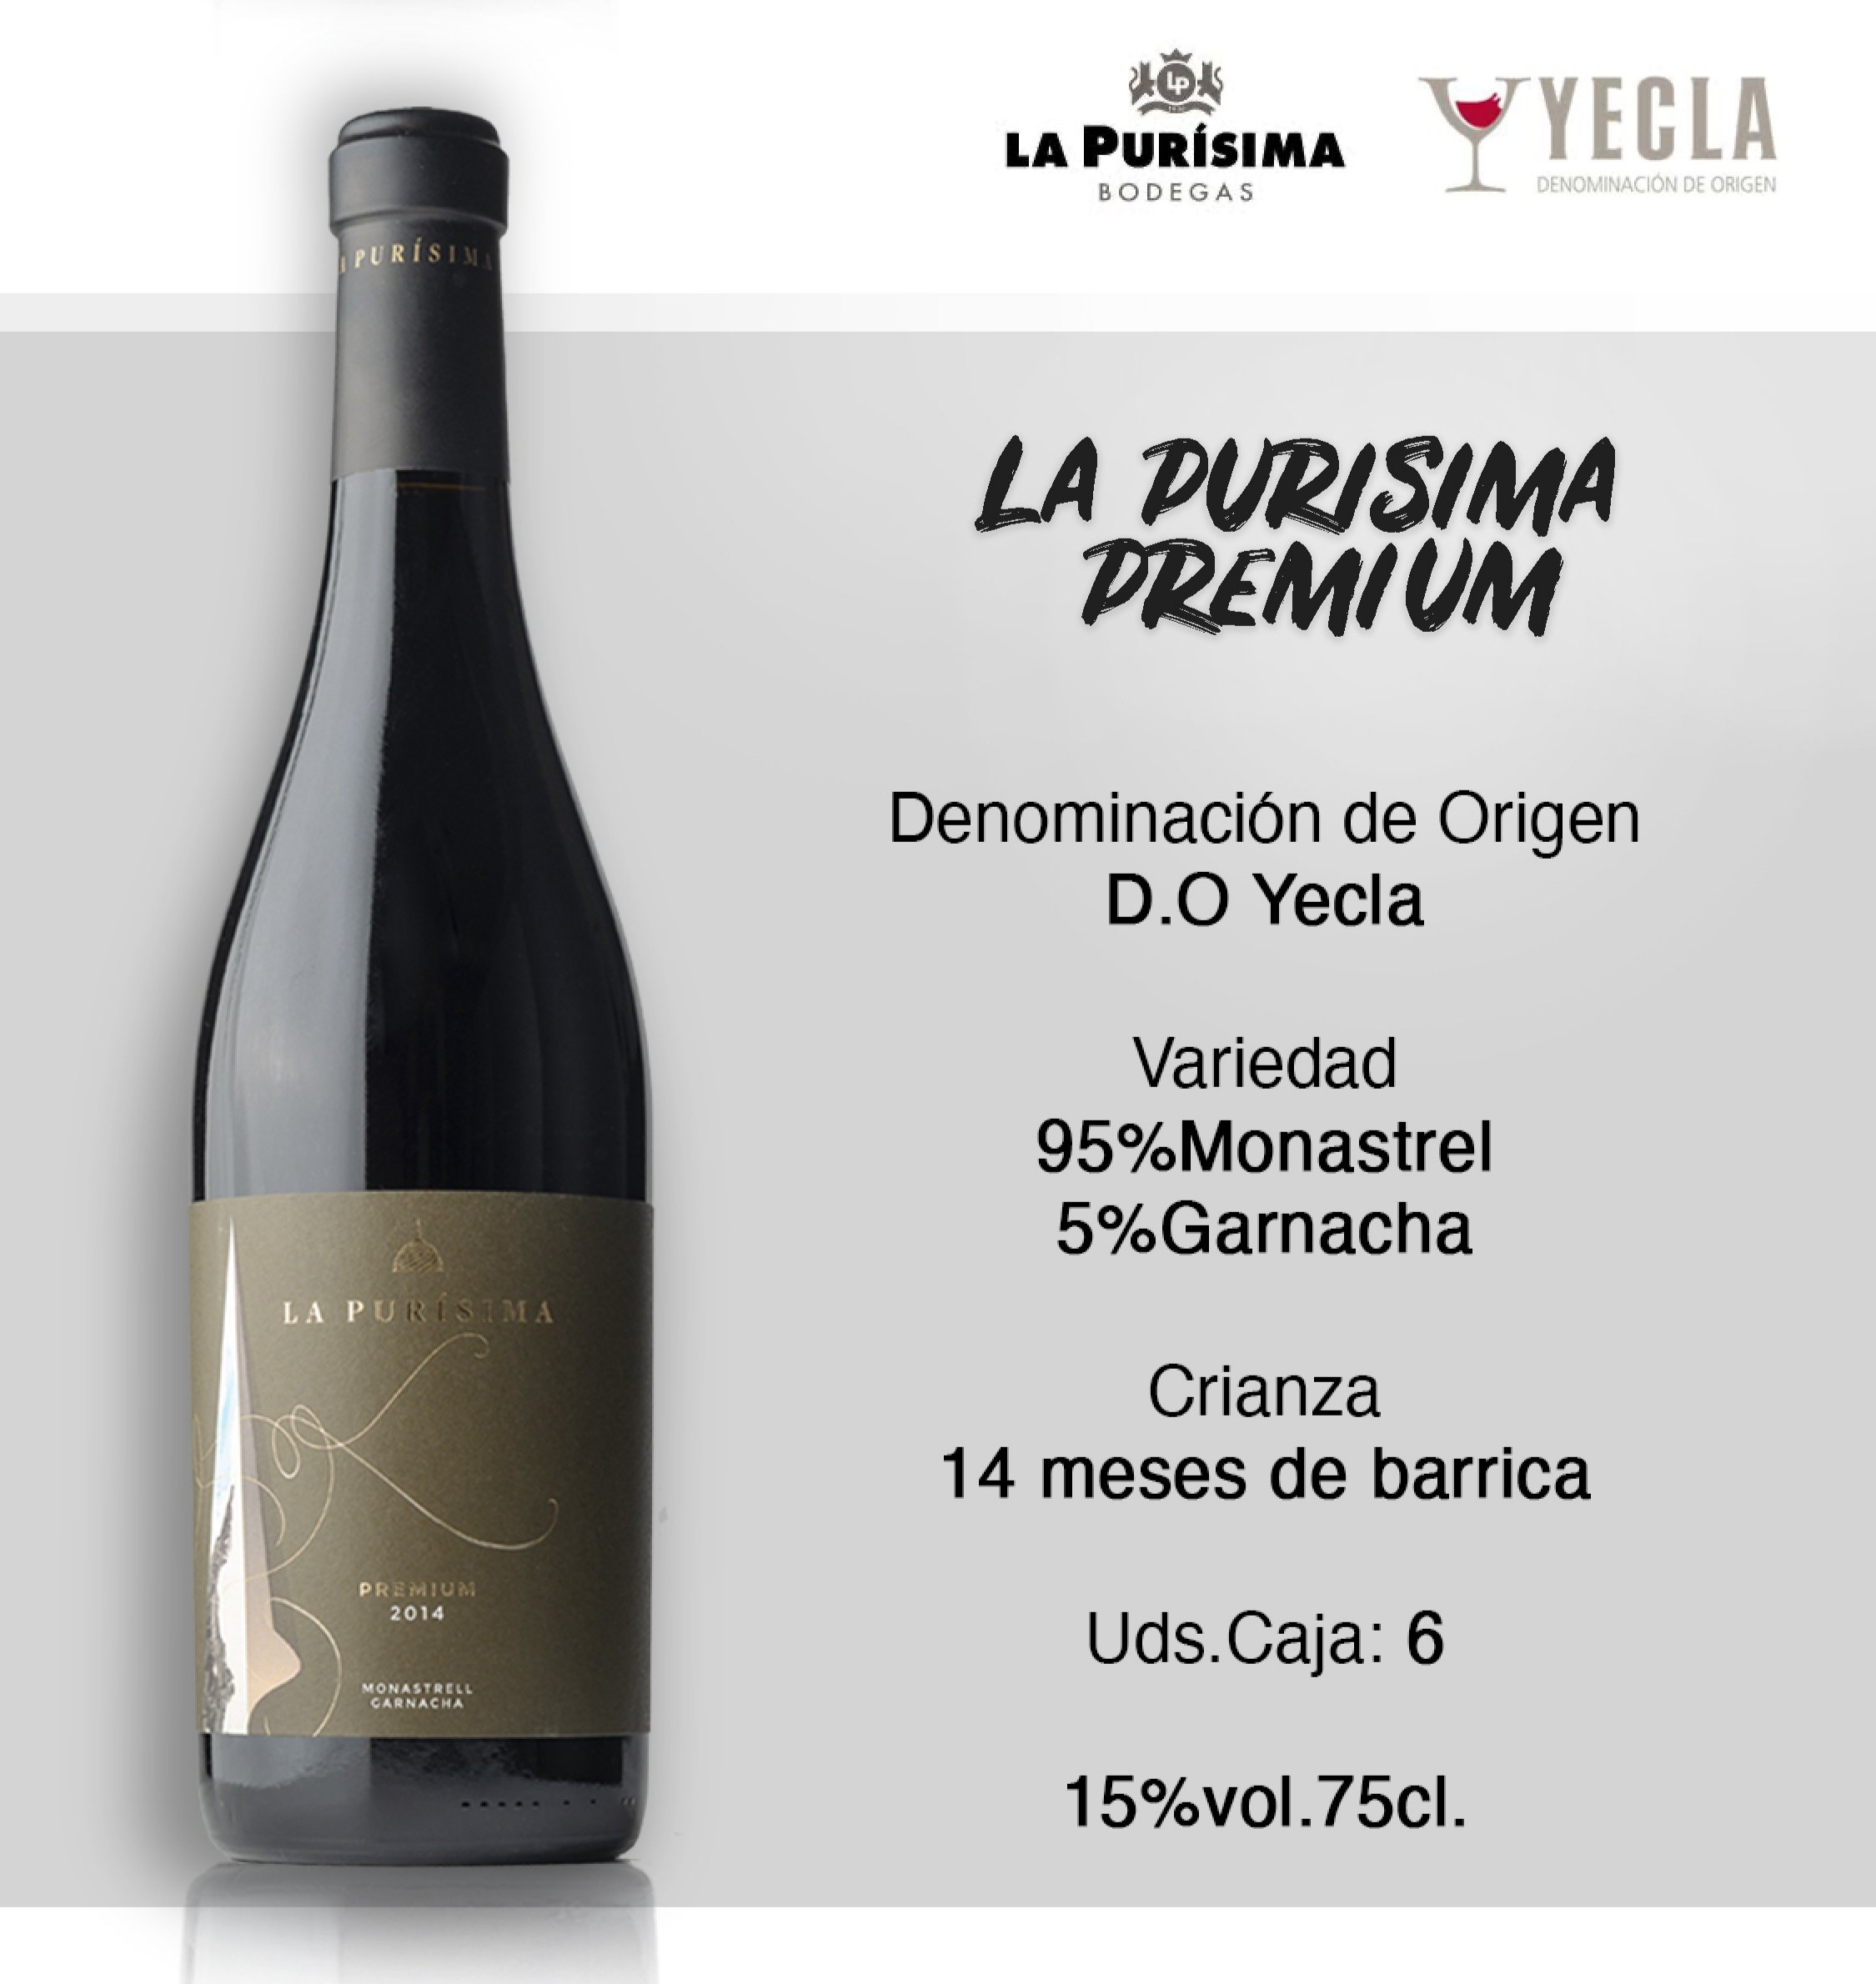 LP
LA PURÍSIMA
BODEGAS
YECLA
DENOMINACIÓN DE ORIGEN
A PURÍSIMA
LA PURISIMA
PREMIUM
Denominación de Origen
D.O Yecla
Variedad
95%Monastrel
5%Garnacha
Crianza
14 meses de barrica
Uds.Caja: 6
15%vol.75cl.
LA PURÍSIMA
PREMIUM
2014
MONASTRELL
GARNACHA